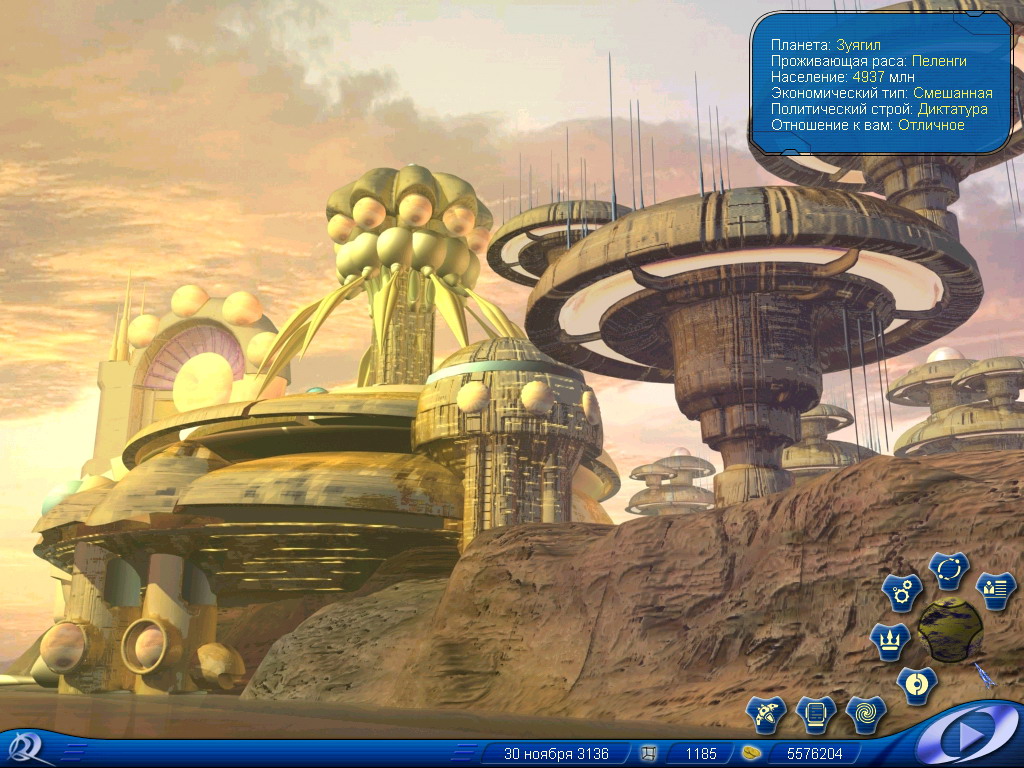 Планета: Зуягил
Проживающая раса: Пеленги
Население: 4937 млн
Экономический тип: Смешанная
Политический строй: Диктатура
Отношение к вам: Отличное
30 ноября 3136
1185
5576204